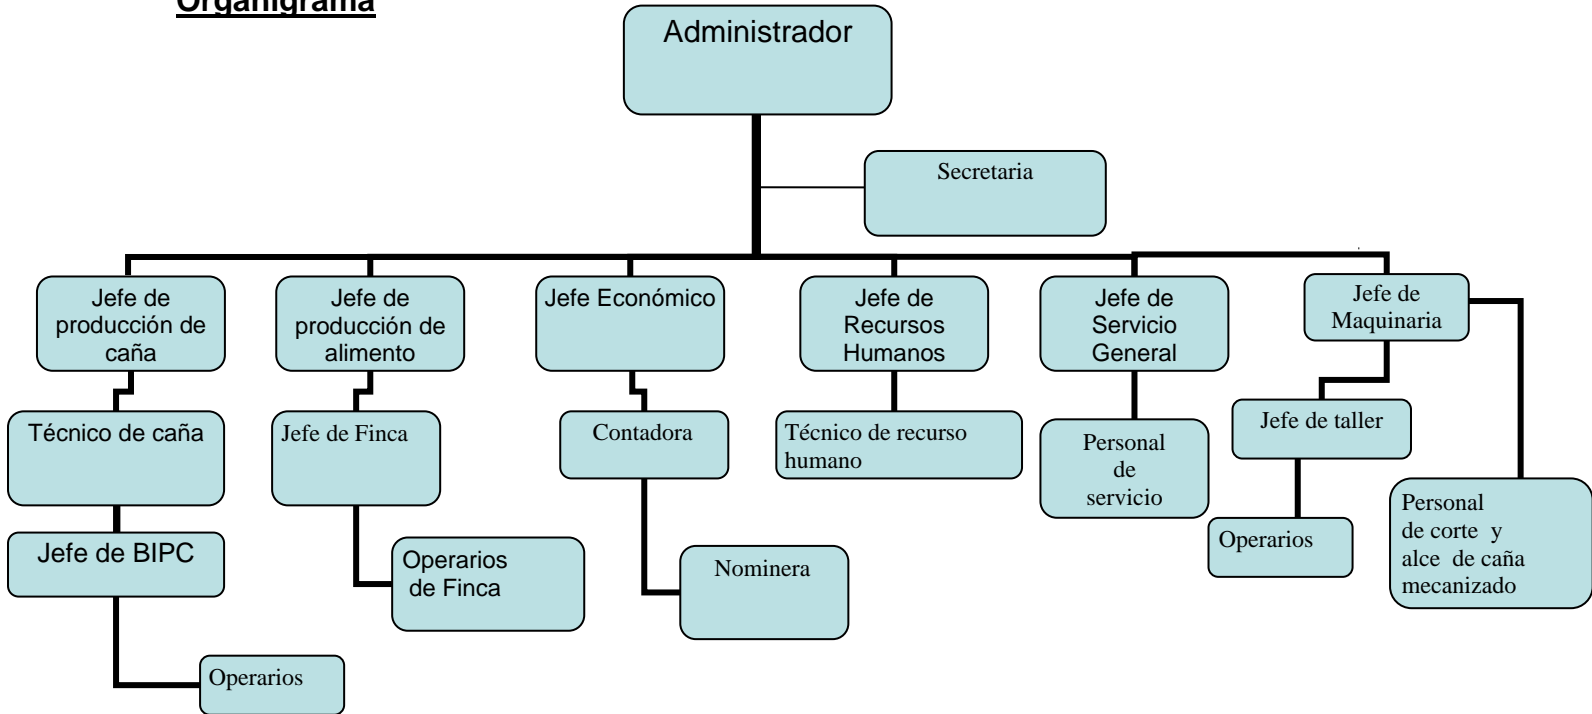 Organigrama
Administrador
Secretaria
Jefe de
producción de
caña
Jefe de
producción de
alimento
Jefe Económico
Jefe de
Recursos
Humanos
Jefe de
Servicio
General
Jefe de
Maquinaria
Técnico de caña
Jefe de Finca
Contadora
Técnico de recurso
humano
Personal
de
servicio
Jefe de taller
Jefe de BIPC
Operarios
de Finca
Nominera
Operarios
Personal
de corte y
alce de caña
mecanizado
Operarios